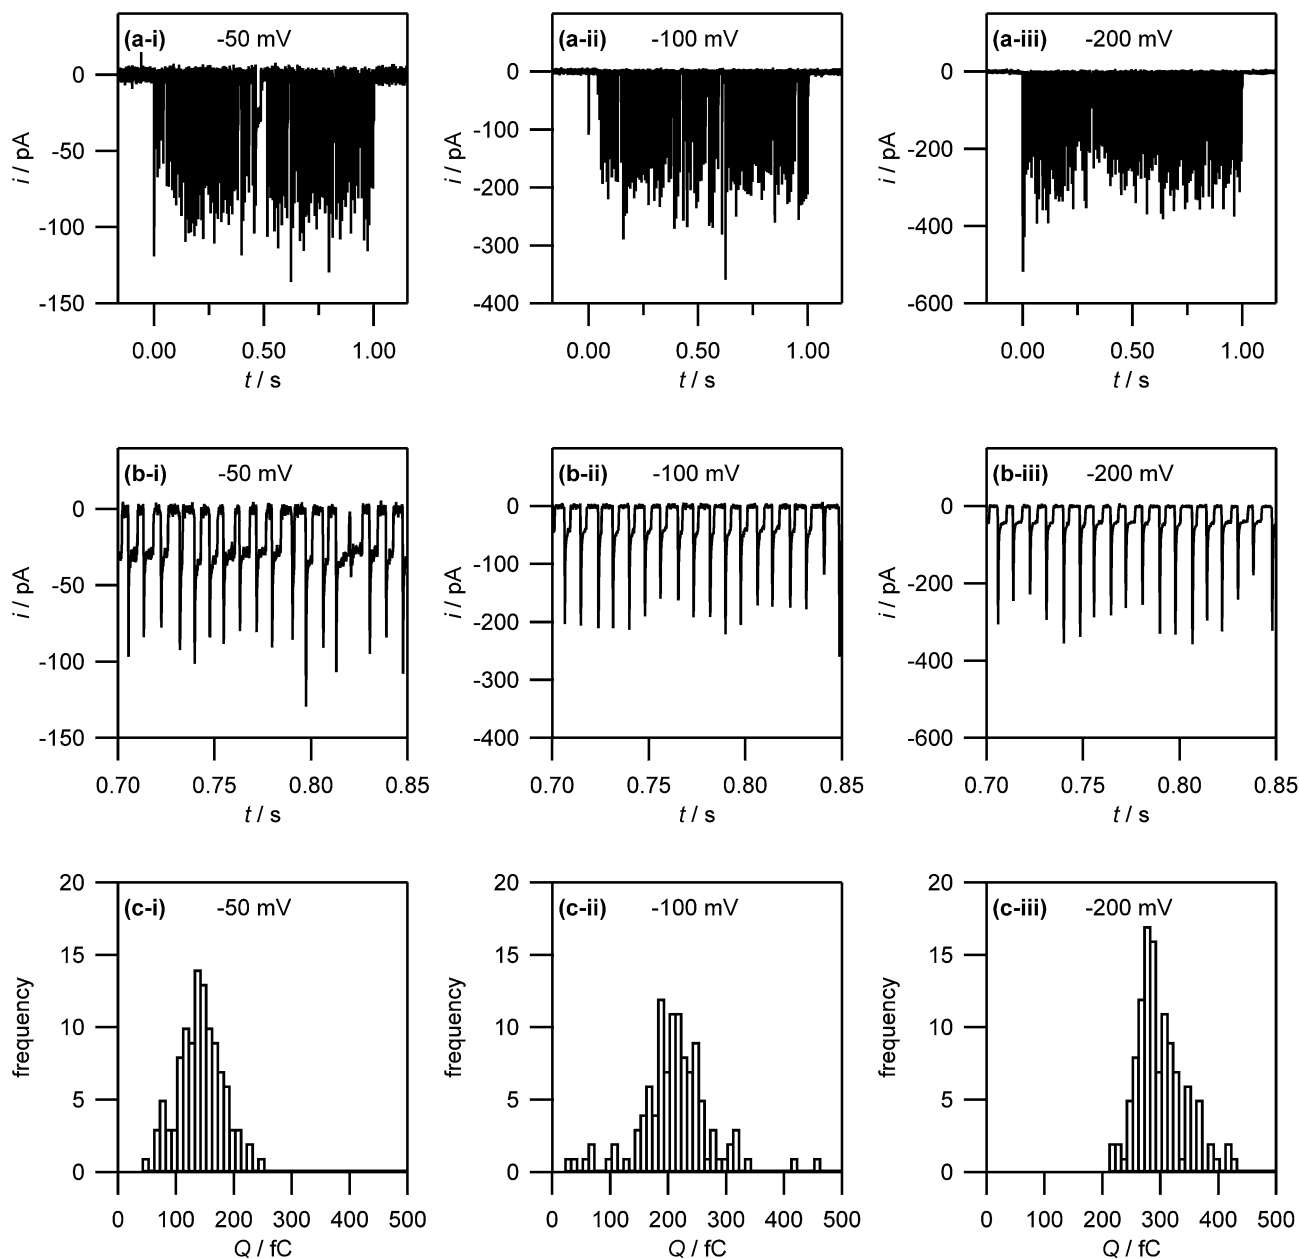 (a-i) -50 mV
0
-50
-100
-150
i / pA
0.00 0.50 1.00
t / s
(a-ii) -100 mV
0
-100
-200
-300
-400
i / pA
0.00 0.50 1.00
t / s
(a-iii) -200 mV
0
-200
-400
-600
i / pA
0.00 0.50 1.00
t / s
(b-i) -50 mV
0
-50
-100
-150
i / pA
0.70 0.75 0.80 0.85
t / s
(b-ii) -100 mV
0
-100
-200
-300
-400
i / pA
0.70 0.75 0.80 0.85
t / s
(b-iii) -200 mV
0
-200
-400
-600
i / pA
0.70 0.75 0.80 0.85
t / s
(c-i) -50 mV
20
15
10
5
0
frequency
0 100 200 300 400 500
Q / fC
(c-ii) -100 mV
20
15
10
5
0
frequency
0 100 200 300 400 500
Q / fC
(c-iii) -200 mV
20
15
10
5
0
frequency
0 100 200 300 400 500
Q / fC